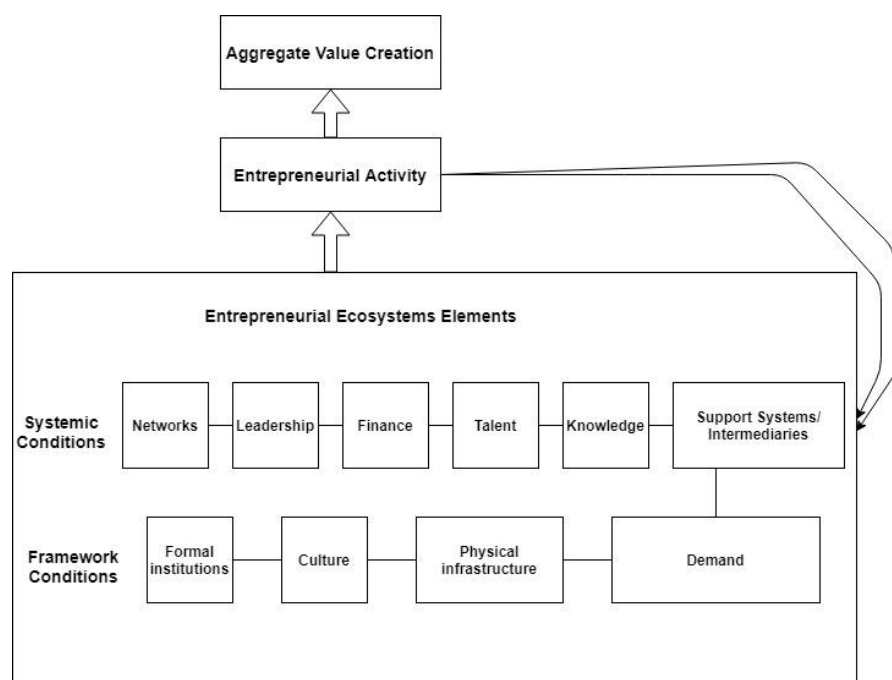 Aggregate Value Creation
Entrepreneurial Activity
Entrepreneurial Ecosystems Elements
Systemic
Conditions
Networks
Leadership
Finance
Talent
Knowledge
Support Systems/
Intermediaries
Framework
Conditions
Formal
institutions
Culture
Physical
infrastructure
Demand